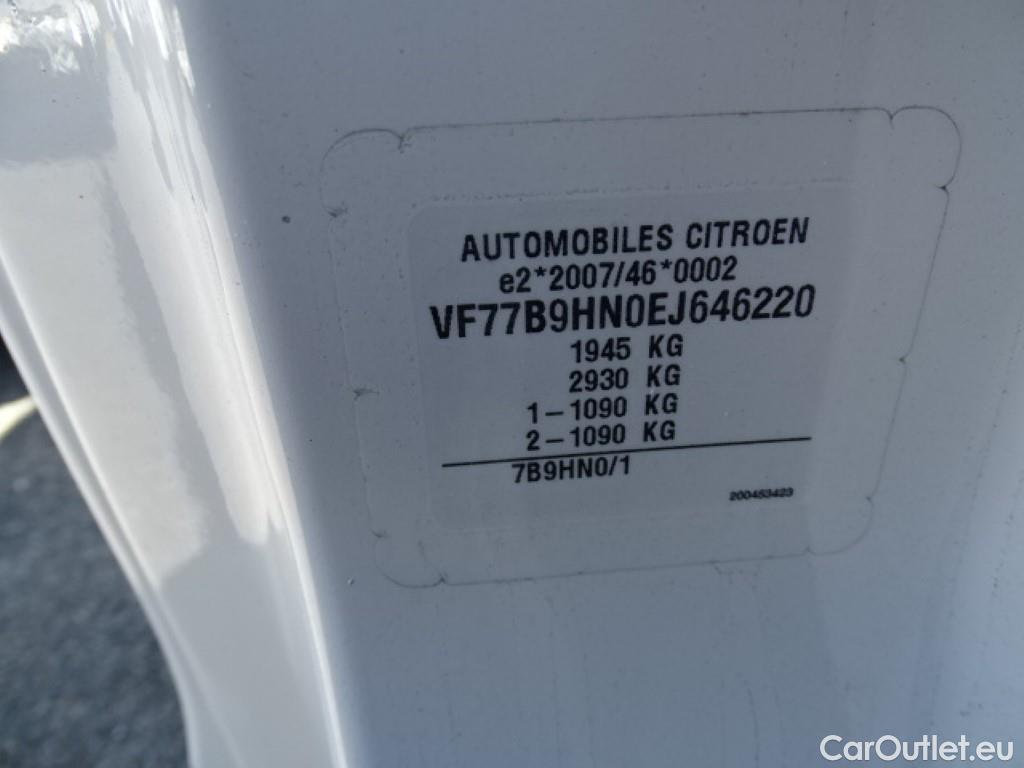 AUTOMOBILES CITROEN
e2*2007/46*0002
VF77B9HN0EJ646220
1945 KG
2930 KG
1-1090 KG
2-1090 KG
7B9HN0/1
200453423
CarOutlet.eu